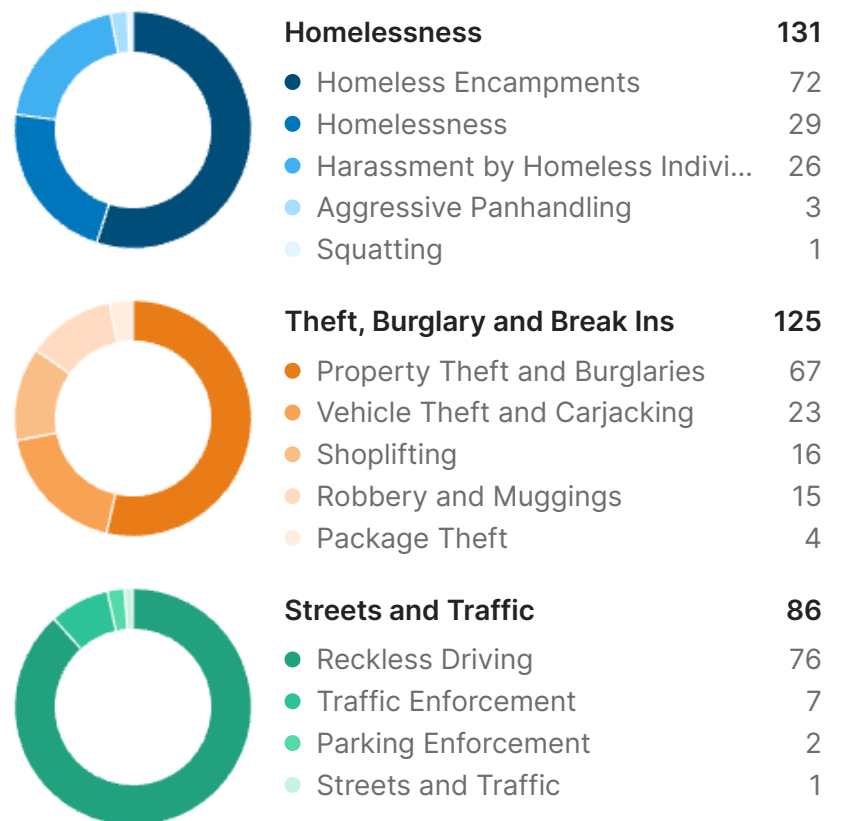 Homelessness 131
Homeless Encampments 72
Homelessness 29
Harassment by Homeless Indivi... 26
Aggressive Panhandling 3
Squatting 1
Theft, Burglary and Break Ins 125
Property Theft and Burglaries 67
Vehicle Theft and Carjacking 23
Shoplifting 16
Robbery and Muggings 15
Package Theft 4
Streets and Traffic 86
Reckless Driving 76
Traffic Enforcement 7
Parking Enforcement 2
Streets and Traffic 1